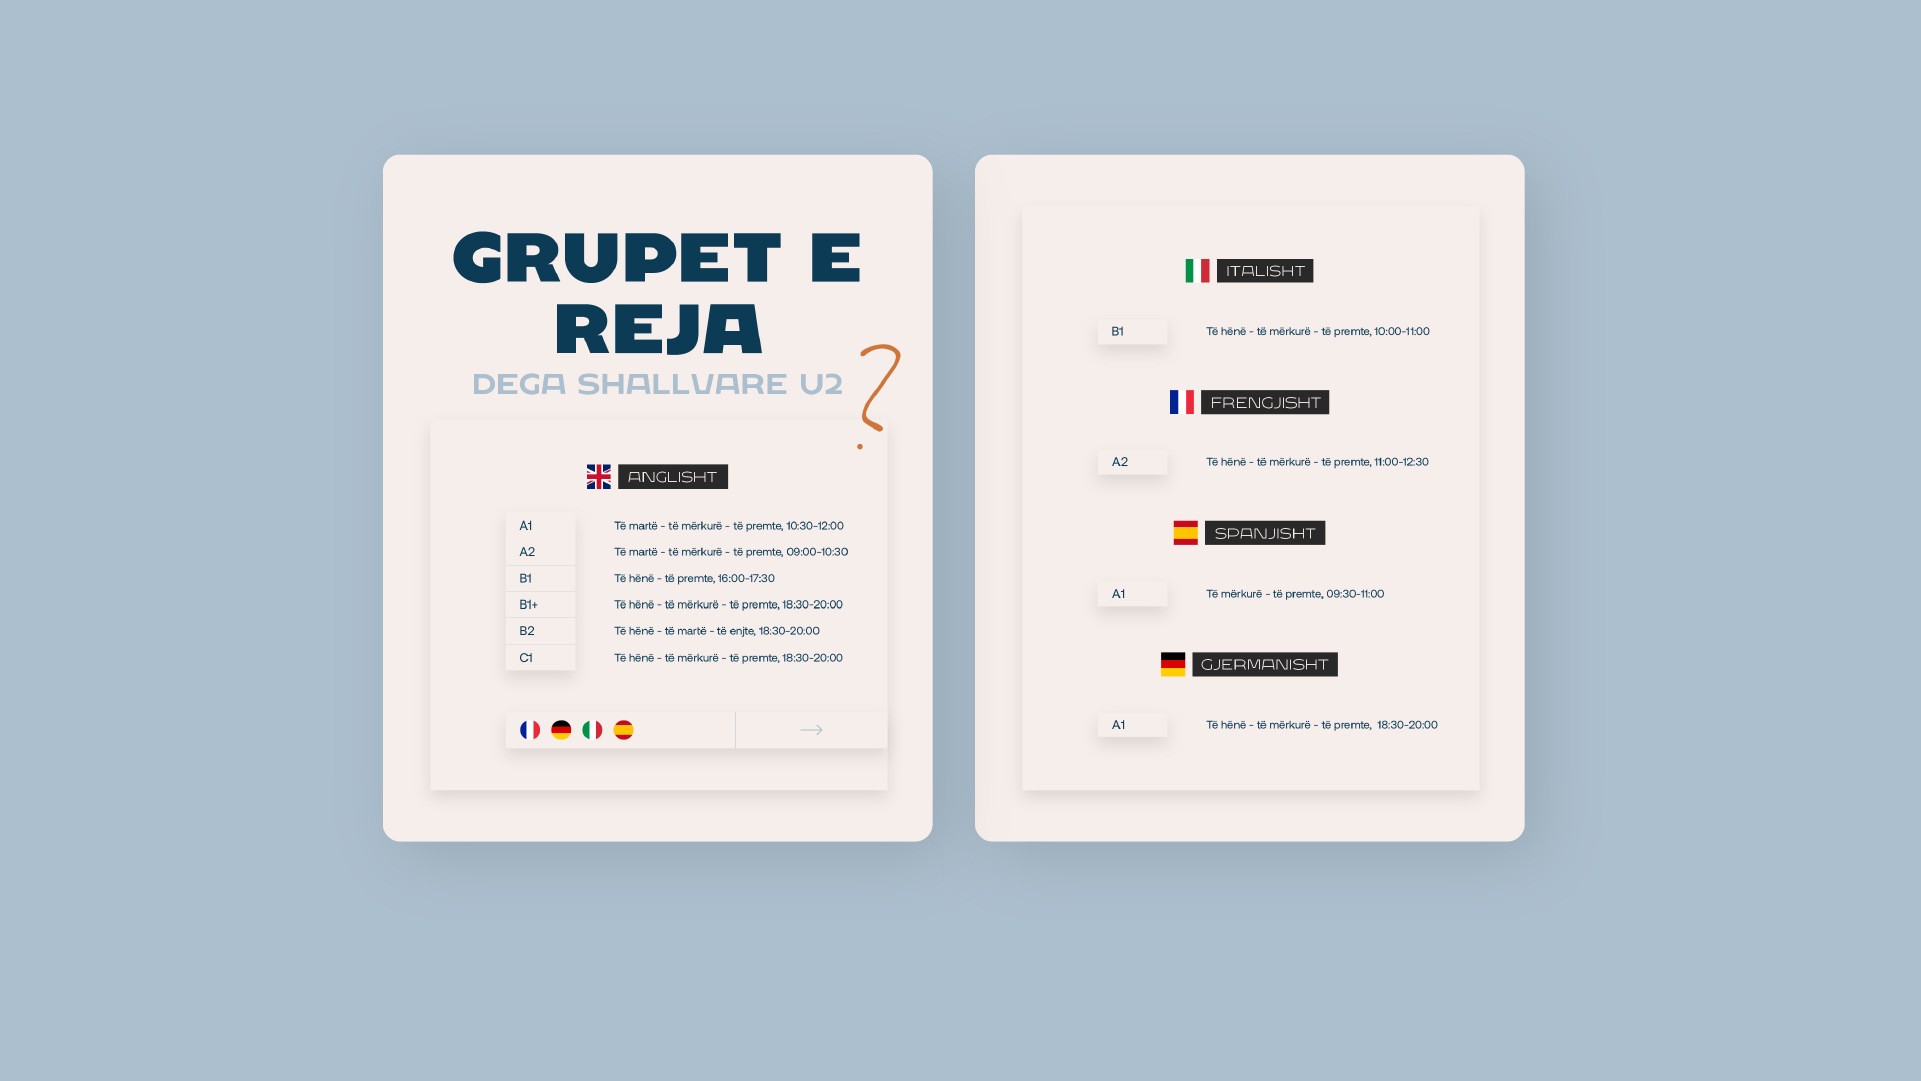 GRUPET E
REJA
DEGA SHALLVARE U2
?
ANGLISHT
A1 Të martë - të mërkurë - të premte, 10:30-12:00
A2 Të martë - të mërkurë - të premte, 09:00-10:30
B1 Të hënë - të premte, 16:00-17:30
B1+ Të hënë - të mërkurë - të premte, 18:30-20:00
B2 Të hënë - të martë - të enjte, 18:30-20:00
C1 Të hënë - të mërkurë - të premte, 18:30-20:00
ITALISHT
B1 Të hënë - të mërkurë - të premte, 10:00-11:00
FRENGJISHT
A2 Të hënë - të mërkurë - të premte, 11:00-12:30
SPANJISHT
A1 Të mërkurë - të premte, 09:30-11:00
GJERMANISHT
A1 Të hënë - të mërkurë - të premte, 18:30-20:00